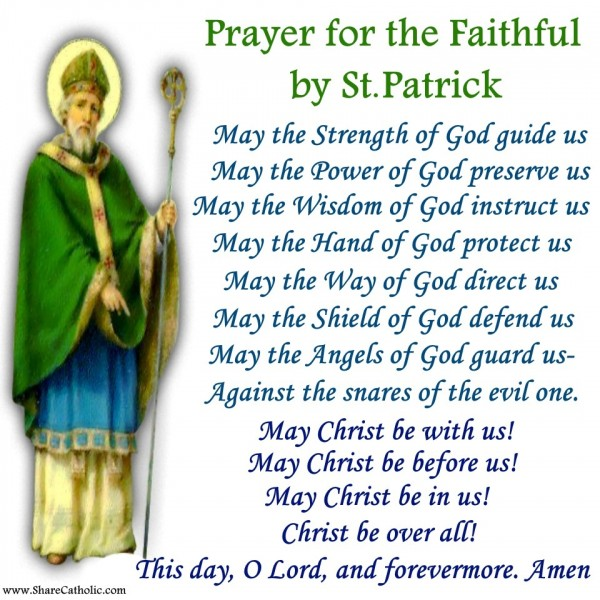 Prayer for the Faithful
by St.Patrick
May the Strength of God guide us
May the Power of God preserve us
May the Wisdom of God instruct us
May the Hand of God protect us
May the Way of God direct us
May the Shield of God defend us
May the Angels of God guard us-
Against the snares of the evil one.
May Christ be with us!
May Christ be before us!
May Christ be in us!
Christ be over all!
This day, O Lord, and forevermore. Amen
www.ShareCatholic.com